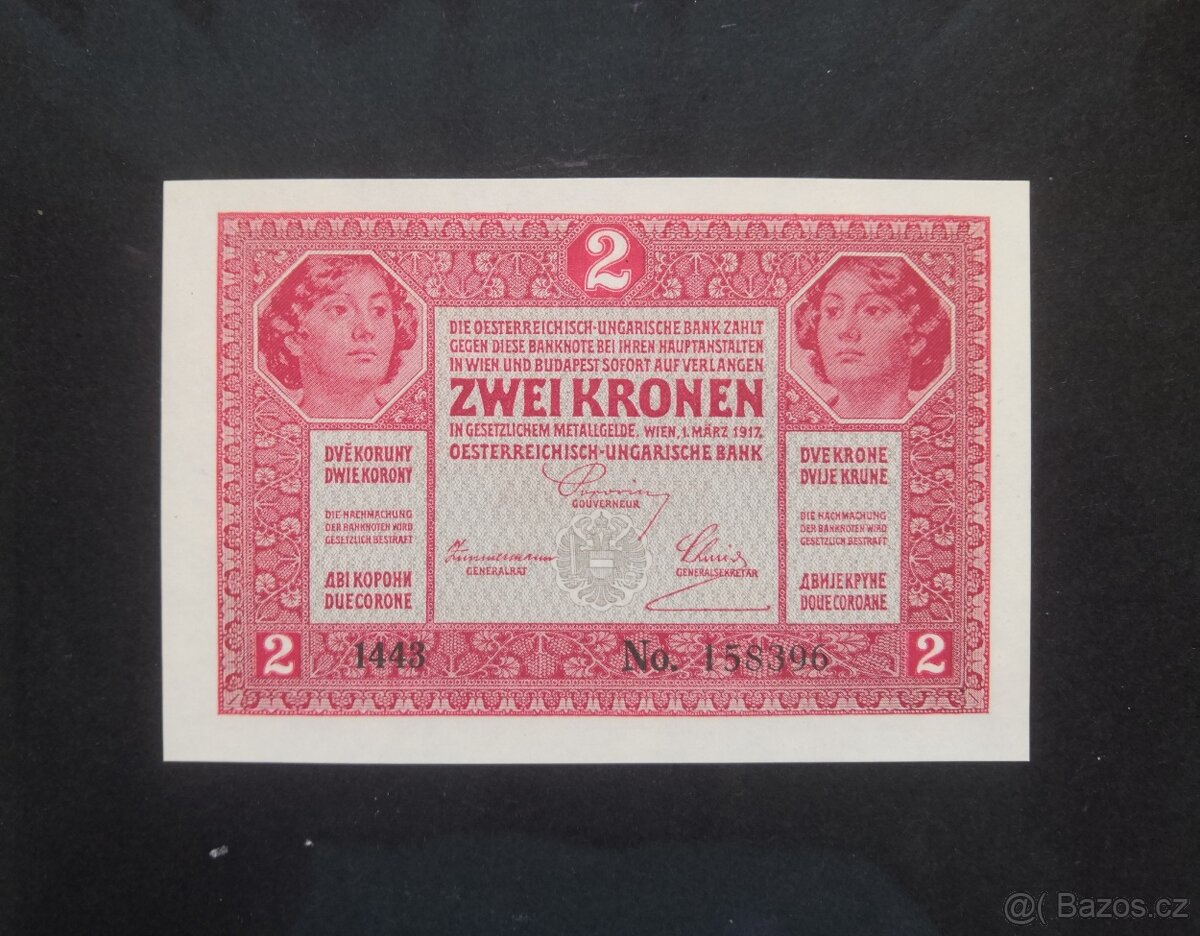 2
DIE OESTERREICHISCH-UNGARISCHE BANK ZAHLT
GEGEN DIESE BANKNOTE BEI IHREN HAUPTANSTALTEN
IN WIEN UND BUDAPEST SOFORT AUF VERLANGEN
ZWEI KRONEN
IN GESETZLICHEM METALLGELDE. WIEN, 1. MÄRZ 1917.
OESTERREICHISCH-UNGARISCHE BANK
GOUVERNEUR
Zimmermann
GENERALRAT
GENERALSEKRETÄR
DVĚ KORUNY
DWIE KORONY
DIE NACHMACHUNG
DER BANKNOTEN WIRD
GESETZLICH BESTRAFT
ДВІ КОРОНИ
DUE CORONE
DVE KRONE
DVIJE KRUNE
DIE NACHMACHUNG
DER BANKNOTEN WIRD
GESETZLICH BESTRAFT
ДВИЈЕ КРУНЕ
DOUE COROANE
2
1443
No. 158396
2
@( Bazos.cz